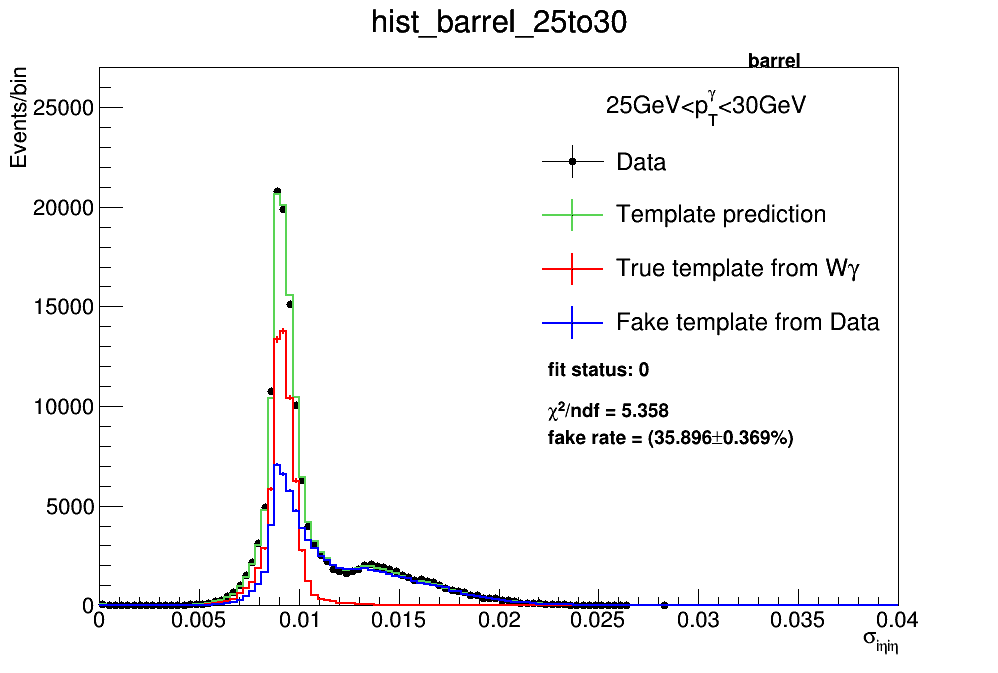 hist_barrel_25to30
barrel
Events/bin
25GeV<p_T^γ<30GeV
Data
Template prediction
True template from Wγ
Fake template from Data
fit status: 0
χ²/ndf = 5.358
fake rate = (35.896±0.369%)
25000
20000
15000
10000
5000
0
0 0.005 0.01 0.015 0.02 0.025 0.03 0.035 0.04
σiηiη